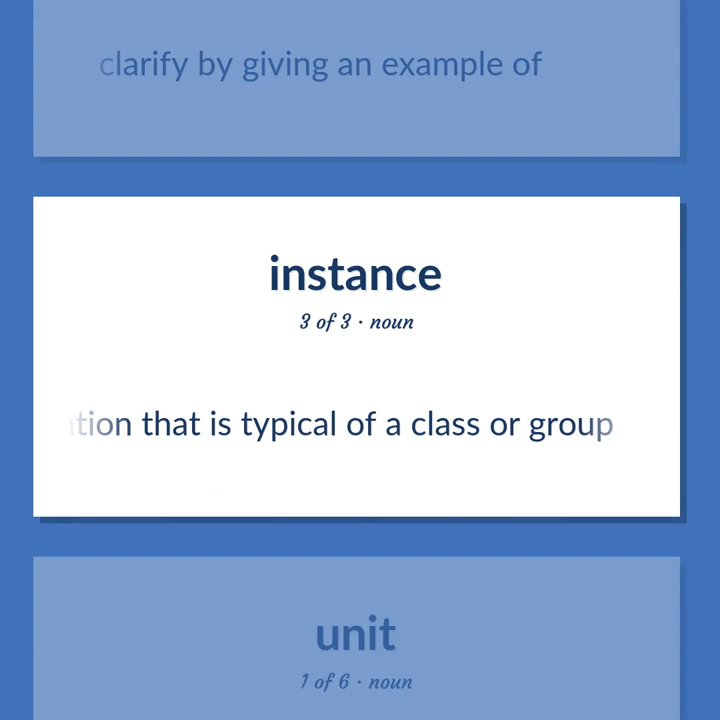 clarify by giving an example of
instance
3 of 3 · noun
that is typical of a class or group
unit
1 of 6 · noun